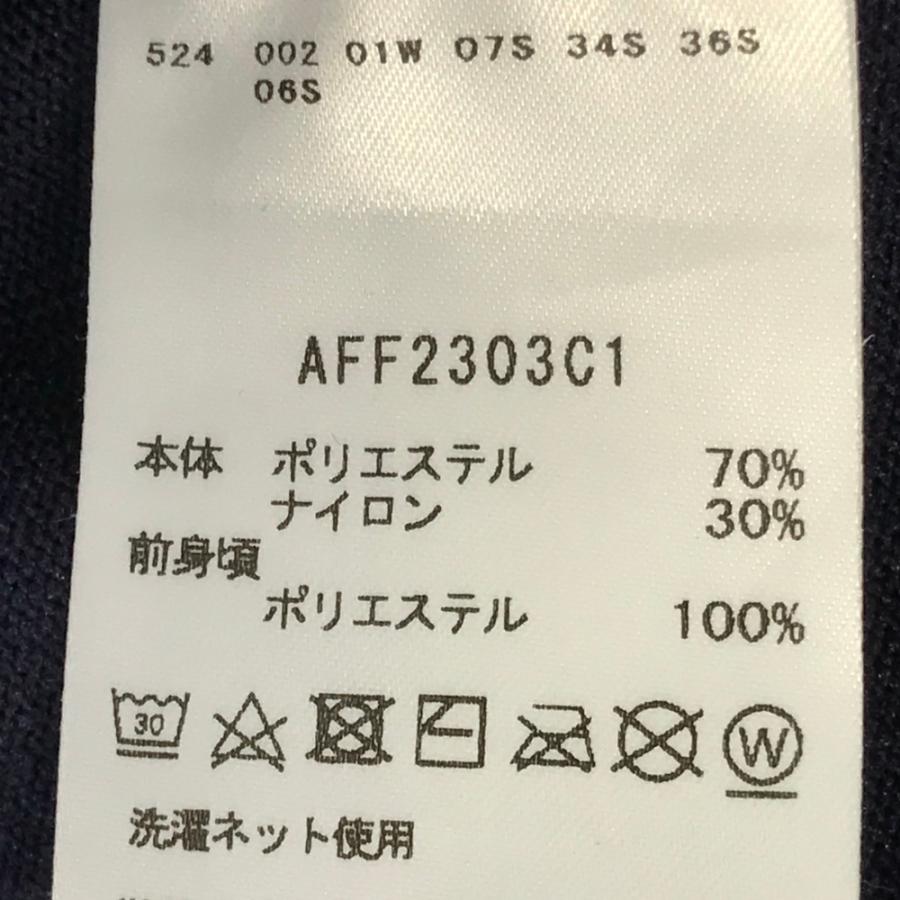 524 002 01W 07S 34S 36S
06S
AFF2303C1
本体 ポリエステル 70%
ナイロン 30%
前身頃
ポリエステル 100%
30 W
洗濯ネット使用